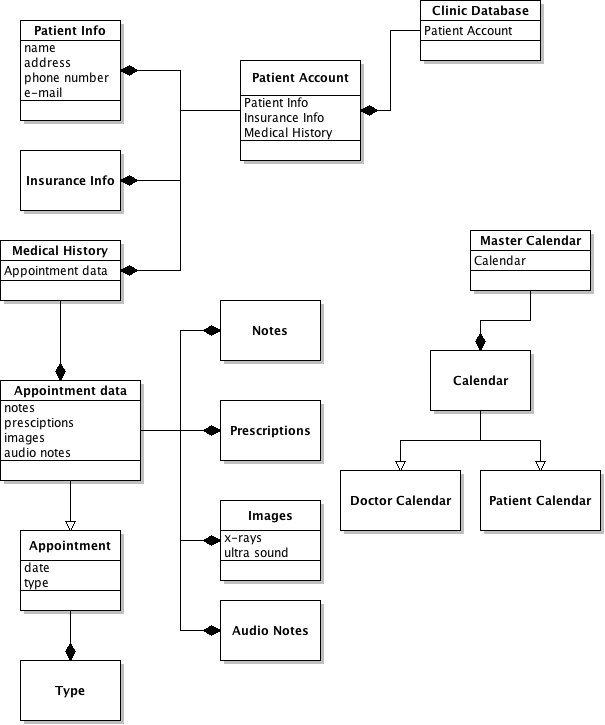 Clinic Database
Patient Account
Patient Info
name
address
phone number
e-mail
Patient Account
Patient Info
Insurance Info
Medical History
Insurance Info
Medical History
Appointment data
Master Calendar
Calendar
Notes
Calendar
Appointment data
notes
presciptions
images
audio notes
Prescriptions
Doctor Calendar
Patient Calendar
Images
x-rays
ultra sound
Appointment
date
type
Audio Notes
Type